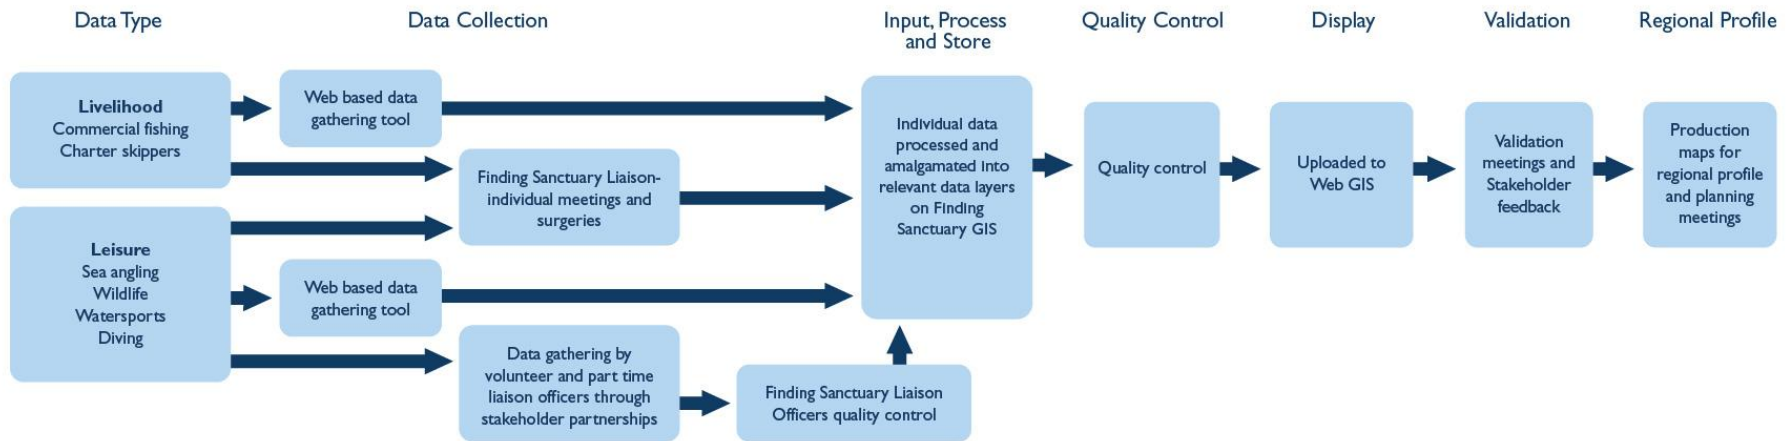 Data Type
Data Collection
Input, Process
and Store
Quality Control
Display
Validation
Regional Profile
Livelihood
Commercial fishing
Charter skippers
Web based data
gathering tool
Finding Sanctuary Liaison-
individual meetings and
surgeries
Leisure
Sea angling
Wildlife
Watersports
Diving
Web based data
gathering tool
Data gathering by
volunteer and part time
liaison officers through
stakeholder partnerships
Finding Sanctuary Liaison
Officers quality control
Individual data
processed and
amalgamated into
relevant data layers
on Finding
Sanctuary GIS
Quality control
Uploaded to
Web GIS
Validation
meetings and
Stakeholder
feedback
Production
maps for
regional profile
and planning
meetings